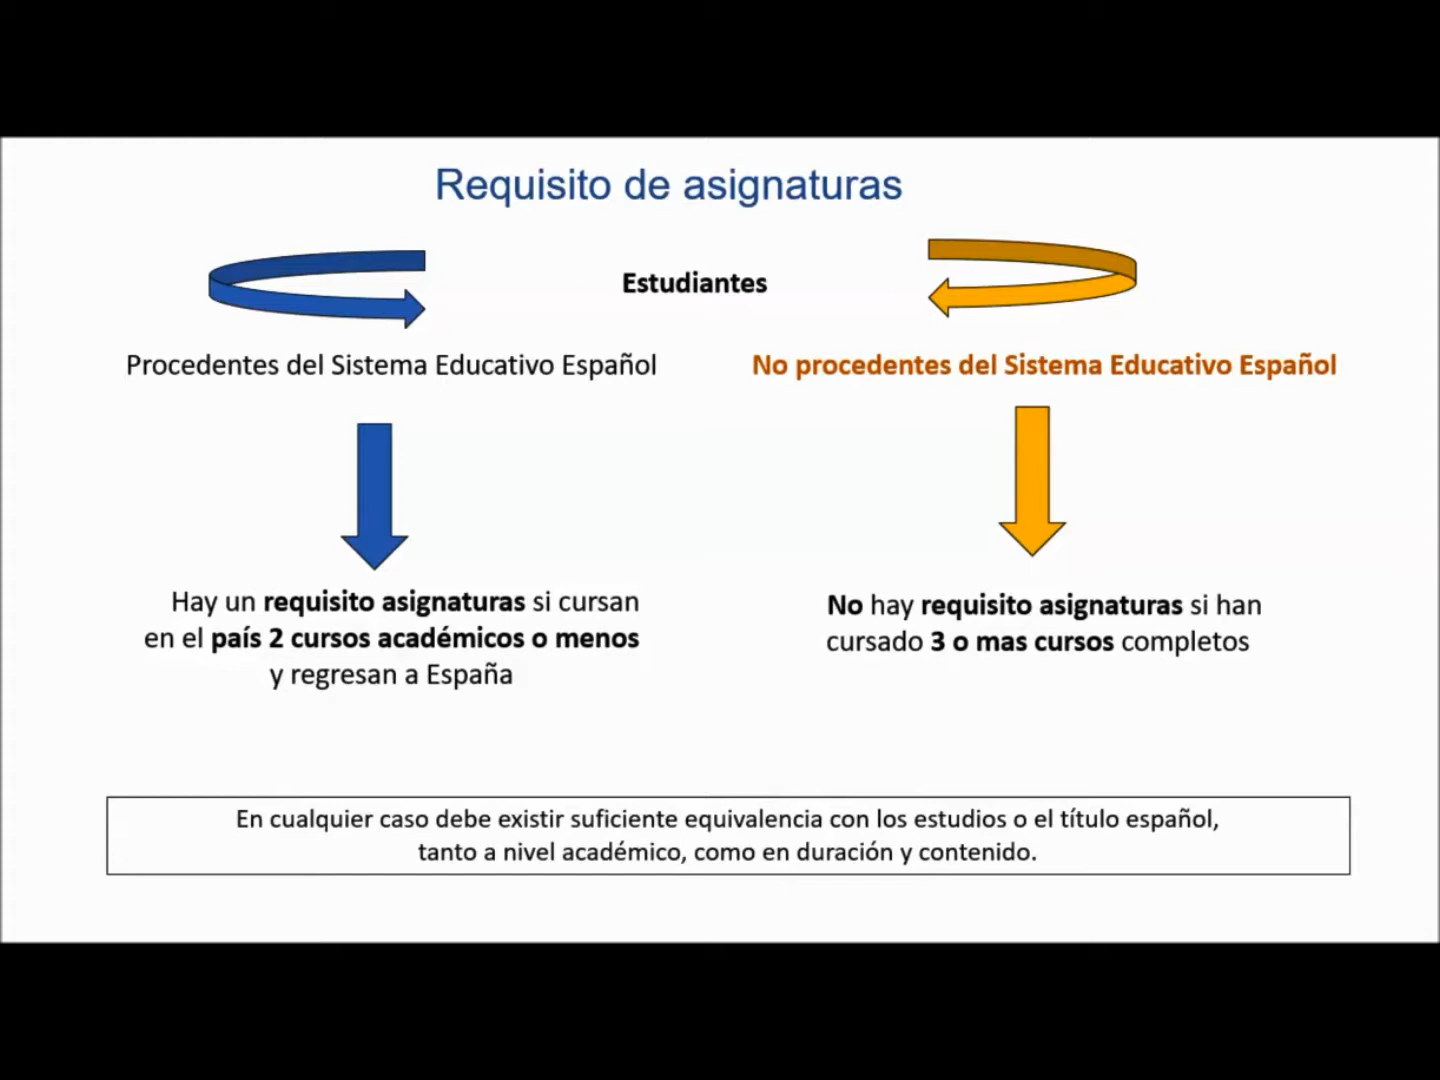 Requisito de asignaturas
Estudiantes
Procedentes del Sistema Educativo Español
No procedentes del Sistema Educativo Español
Hay un requisito asignaturas si cursan
en el país 2 cursos académicos o menos
y regresan a España
No hay requisito asignaturas si han
cursado 3 o mas cursos completos
En cualquier caso debe existir suficiente equivalencia con los estudios o el título español,
tanto a nivel académico, como en duración y contenido.